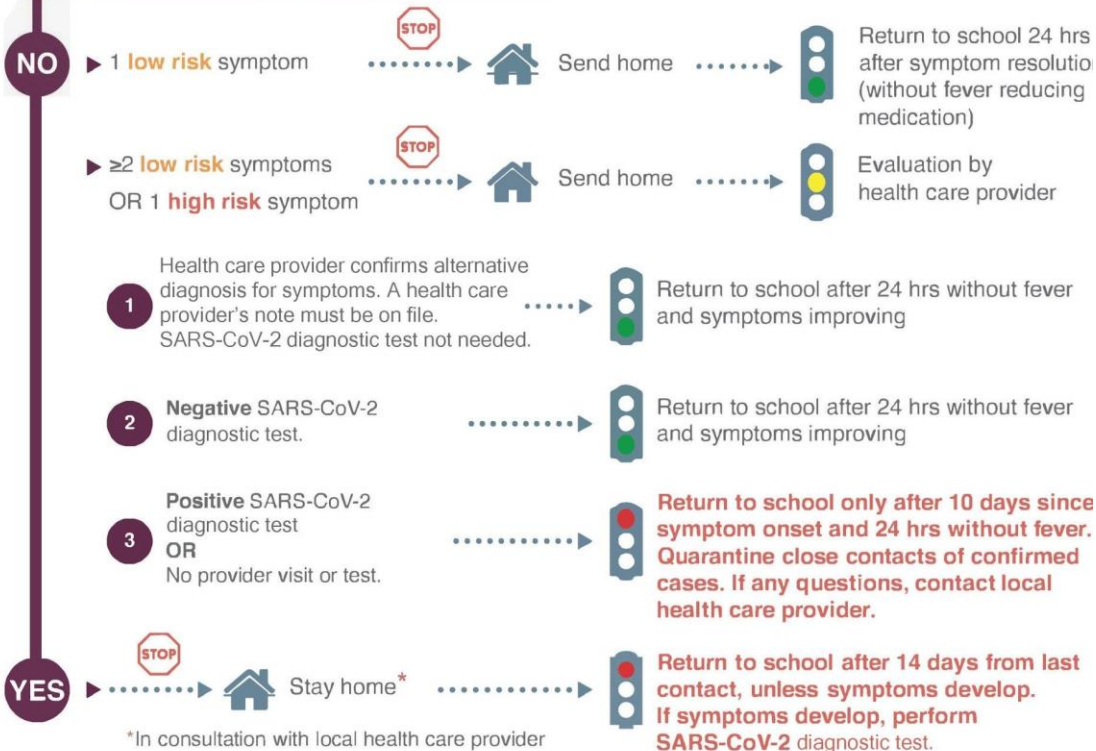 NO
▶ 1 low risk symptom
STOP
Send home
Return to school 24 hrs
after symptom resolution
(without fever reducing
medication)
▶ ≥2 low risk symptoms
OR 1 high risk symptom
STOP
Send home
Evaluation by
health care provider
1
Health care provider confirms alternative
diagnosis for symptoms. A health care
provider's note must be on file.
SARS-CoV-2 diagnostic test not needed.
Return to school after 24 hrs without fever
and symptoms improving
2
Negative SARS-CoV-2
diagnostic test.
Return to school after 24 hrs without fever
and symptoms improving
3
Positive SARS-CoV-2
diagnostic test
OR
No provider visit or test.
Return to school only after 10 days since
symptom onset and 24 hrs without fever.
Quarantine close contacts of confirmed
cases. If any questions, contact local
health care provider.
YES
STOP
Stay home*
Return to school after 14 days from last
contact, unless symptoms develop.
If symptoms develop, perform
SARS-CoV-2 diagnostic test.
*In consultation with local health care provider